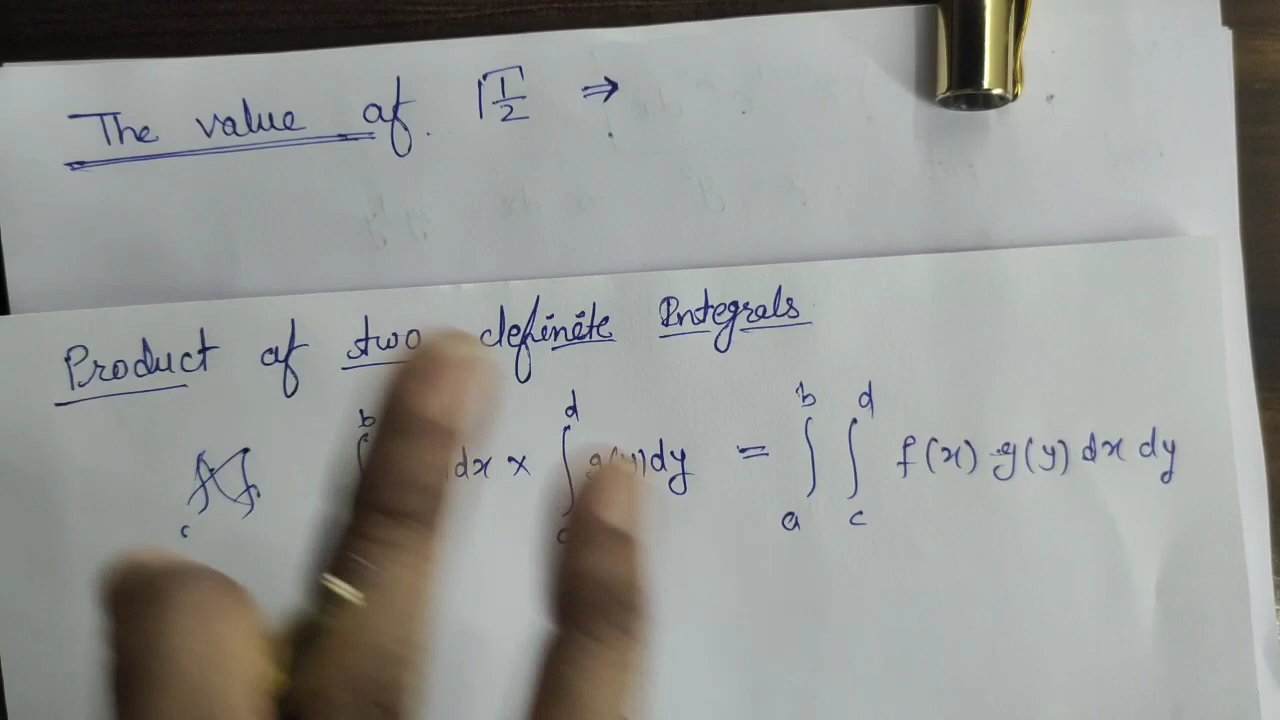 The value of Γ1/2 ⇒
Product of two definite Integrals
b d b d
∫ dx × ∫ g(y)dy = ∫ ∫ f(x) g(y) dx dy
c a c